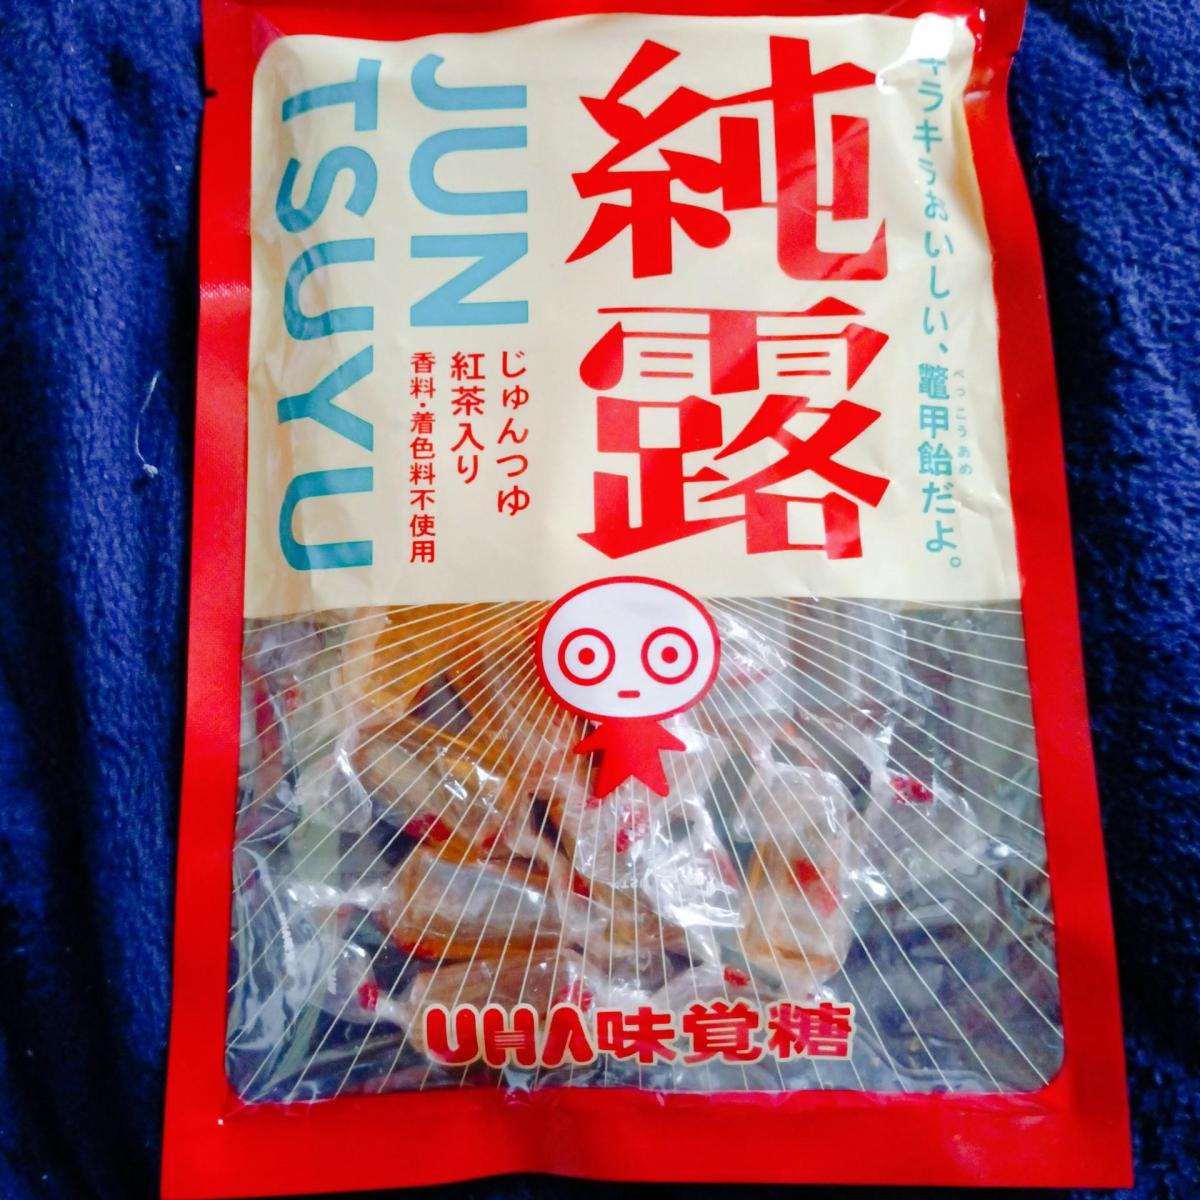 キラキラおいしい、鼈甲飴だよ。
べっこうあめ
純露
じゅんつゆ
紅茶入り
香料・着色料不使用
JUN
TSUYU
UHA味覚糖